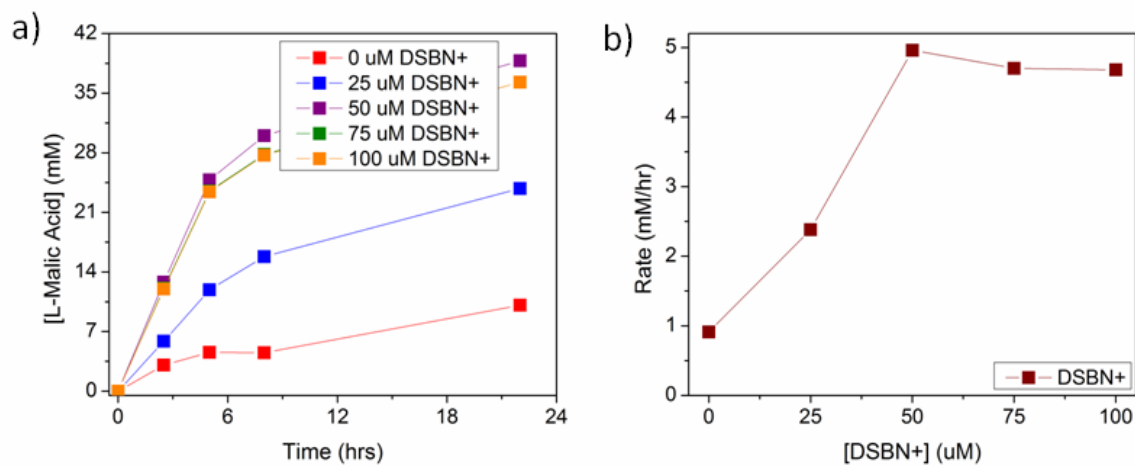 a)
[L-Malic Acid] (mM)
42
35
28
21
14
7
0
0 uM DSBN+
25 uM DSBN+
50 uM DSBN+
75 uM DSBN+
100 uM DSBN+
0 6 12 18 24
Time (hrs)
b)
Rate (mM/hr)
5
4
3
2
1
0
DSBN+
0 25 50 75 100
[DSBN+] (uM)